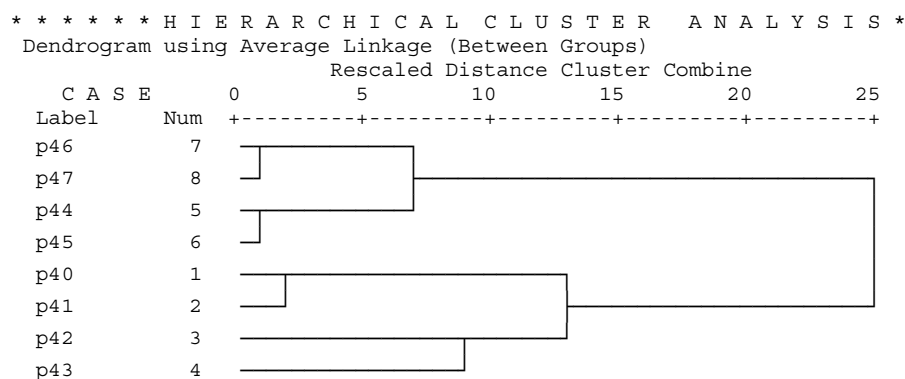 * * * * * * H I E R A R C H I C A L   C L U S T E R   A N A L Y S I S *
Dendrogram using Average Linkage (Between Groups)
Rescaled Distance Cluster Combine
C A S E 0 5 10 15 20 25
Label Num +---------+---------+---------+---------+---------+
p46 7
p47 8
p44 5
p45 6
p40 1
p41 2
p42 3
p43 4